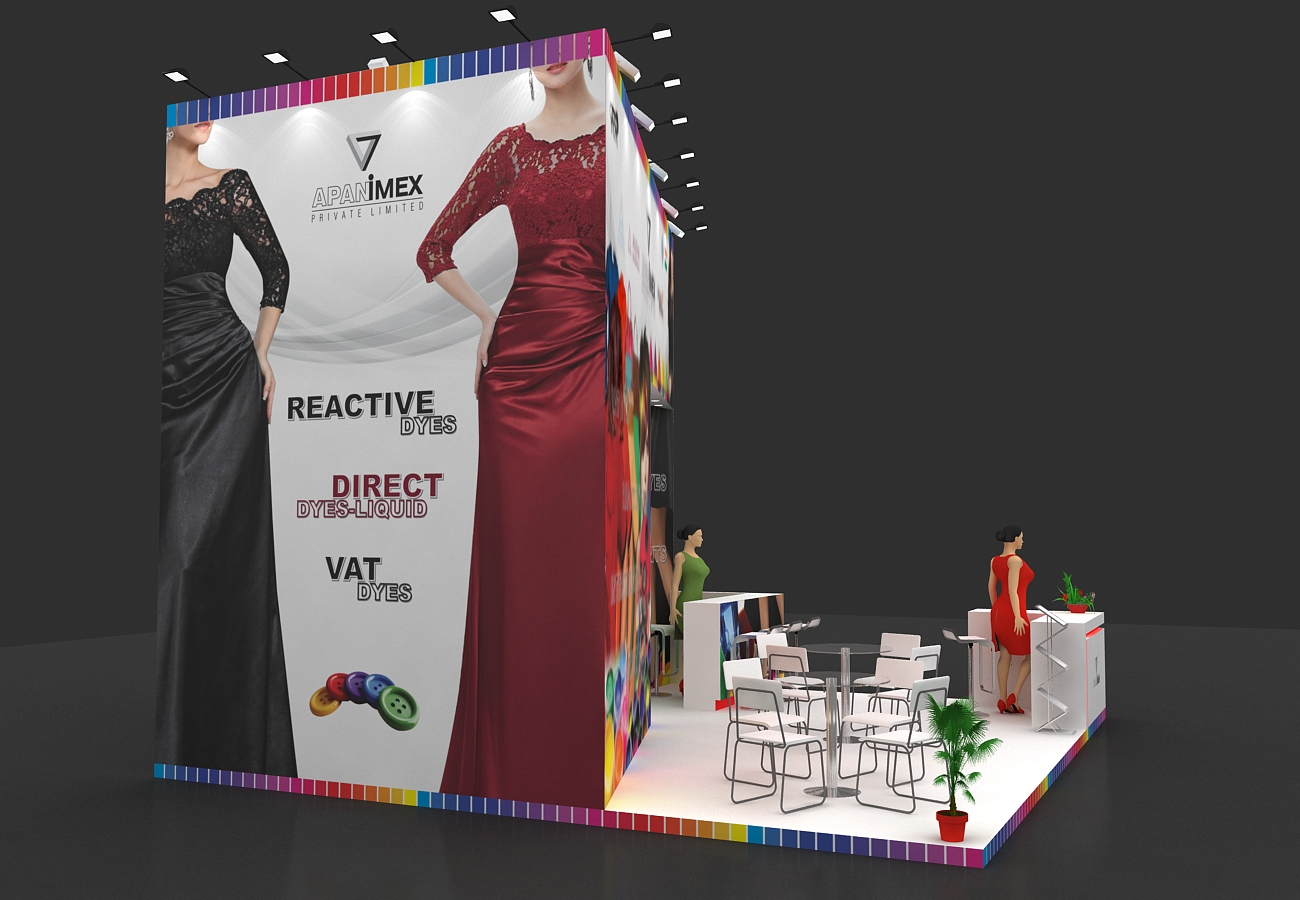 APANiMEX
PRIVATE LIMITED
REACTIVE
DYES
DIRECT
DYES-LIQUID
VAT
DYES